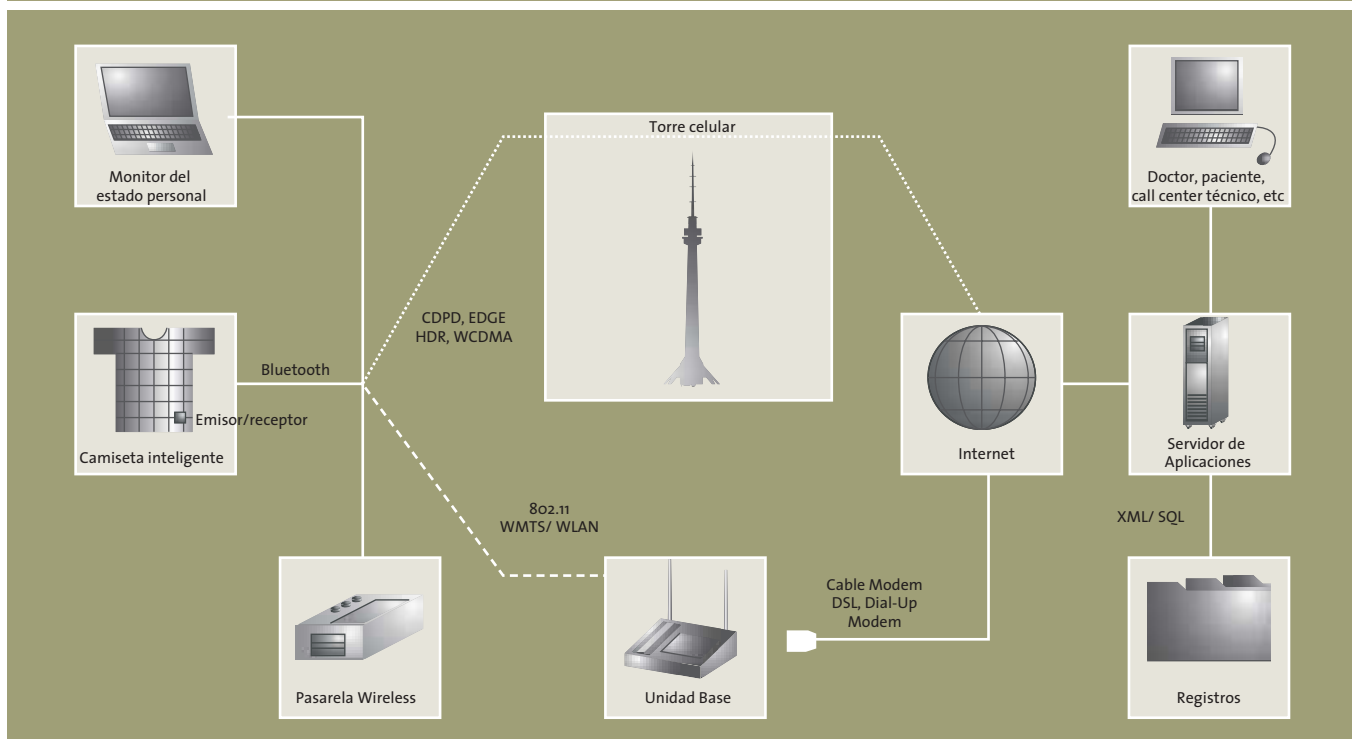 Monitor del
estado personal
Torre celular
Doctor, paciente,
call center técnico, etc
CDPD, EDGE
HDR, WCDMA
Bluetooth
Emisor/receptor
Camiseta inteligente
Internet
Servidor de
Aplicaciones
802.11
WMTS/ WLAN
XML/ SQL
Cable Modem
DSL, Dial-Up
Modem
Pasarela Wireless
Unidad Base
Registros